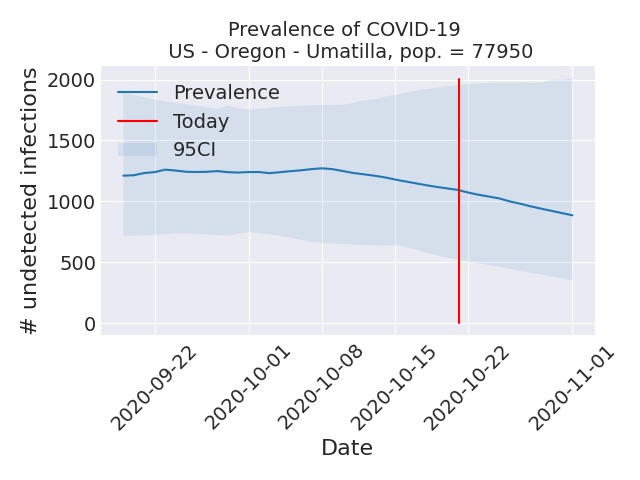 Prevalence of COVID-19
US - Oregon - Umatilla, pop. = 77950
Prevalence
Today
95CI
2000
1500
1000
500
0
# undetected infections
2020-09-22
2020-10-01
2020-10-08
2020-10-15
2020-10-22
2020-11-01
Date